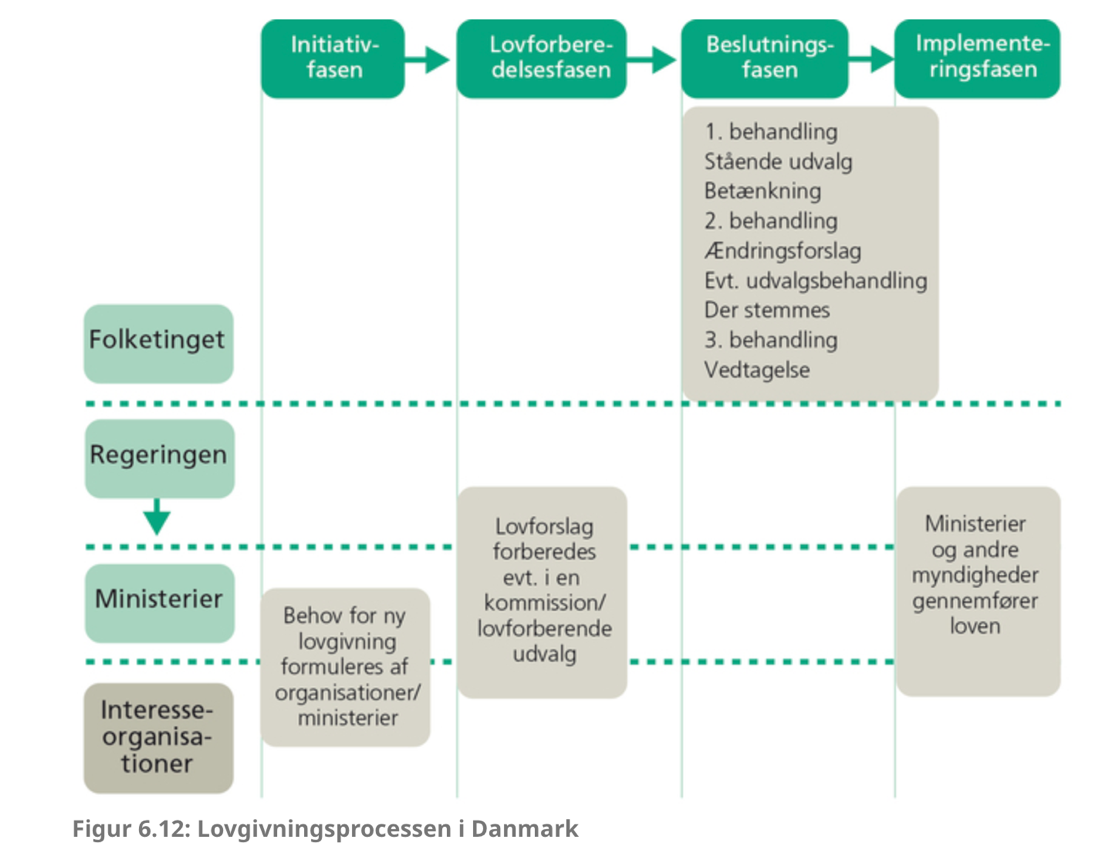 Initiativ-
fasen
Lovforbere-
delsesfasen
Beslutnings-
fasen
Implemente-
ringsfasen
1. behandling
Stående udvalg
Betænkning
2. behandling
Ændringsforslag
Evt. udvalgsbehandling
Der stemmes
3. behandling
Vedtagelse
Folketinget
Regeringen
Lovforslag
forberedes
evt. i en
kommission/
lovforberende
udvalg
Ministerier
og andre
myndigheder
gennemfører
loven
Ministerier
Behov for ny
lovgivning
formuleres af
organisationer/
ministerier
Interesse-
organisa-
tioner
Figur 6.12: Lovgivningsprocessen i Danmark